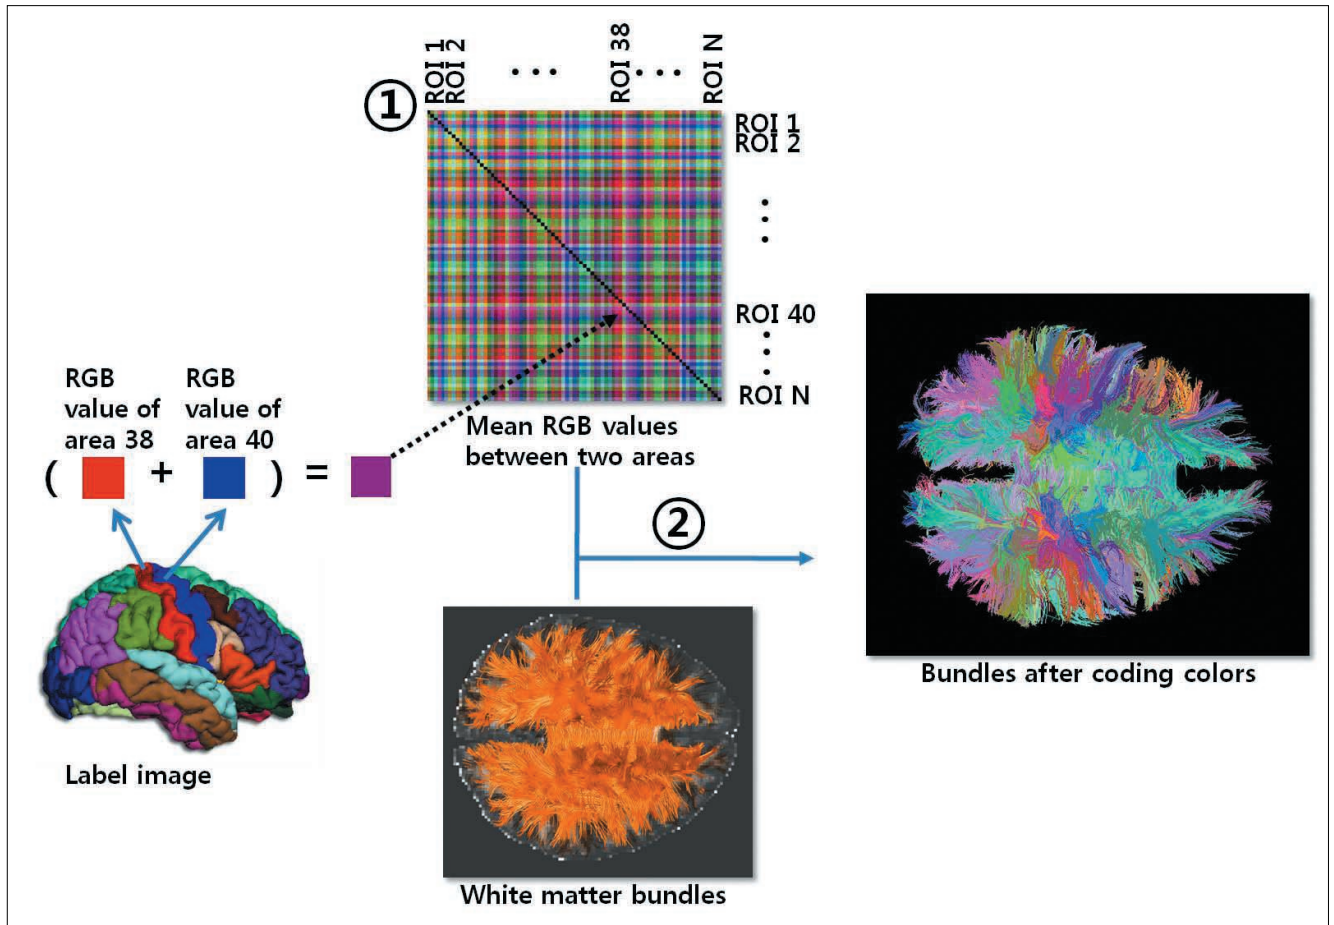 ROI 1
ROI 2
• • •
ROI 38
• • •
ROI N
①
ROI 1
ROI 2
ROI 40
ROI N
RGB
value of
area 38
RGB
value of
area 40
( + ) =
Mean RGB values
between two areas
②
Label image
White matter bundles
Bundles after coding colors